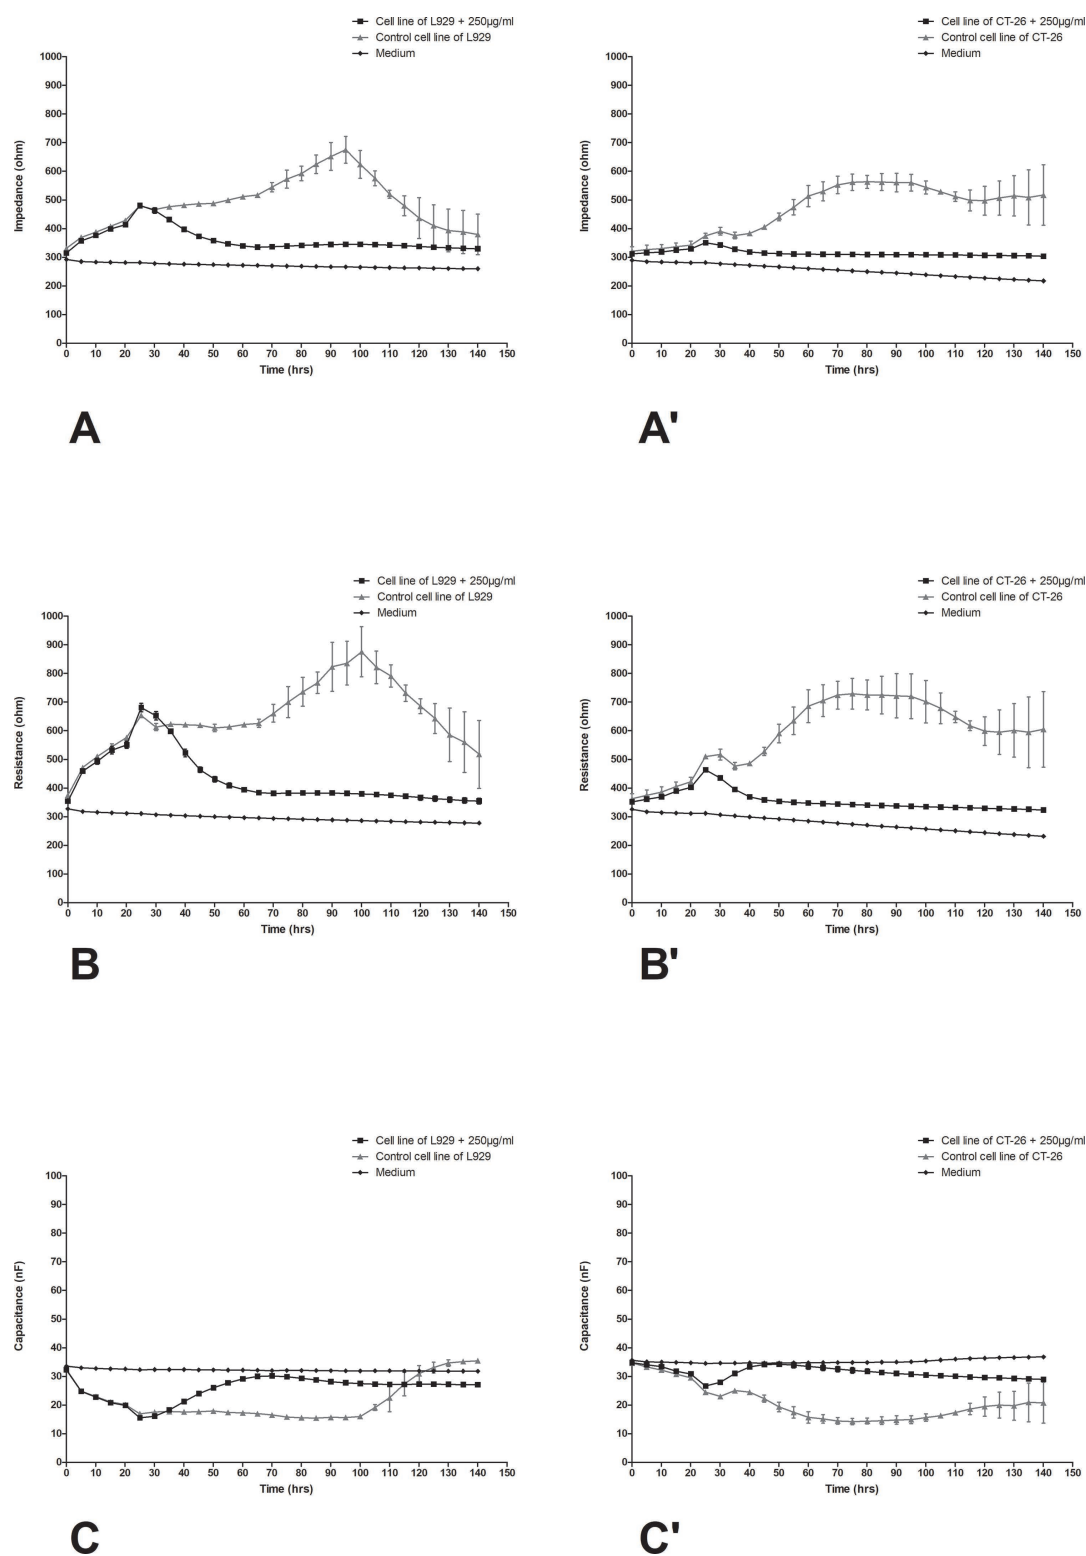 Cell line of L929 + 250µg/ml
Control cell line of L929
Medium
Impedance (ohm)
1000
900
800
700
600
500
400
300
200
100
0
0 10 20 30 40 50 60 70 80 90 100 110 120 130 140 150
Time (hrs)
A
Cell line of CT-26 + 250µg/ml
Control cell line of CT-26
Medium
Impedance (ohm)
1000
900
800
700
600
500
400
300
200
100
0
0 10 20 30 40 50 60 70 80 90 100 110 120 130 140 150
Time (hrs)
A'
Cell line of L929 + 250µg/ml
Control cell line of L929
Medium
Resistance (ohm)
1000
900
800
700
600
500
400
300
200
100
0
0 10 20 30 40 50 60 70 80 90 100 110 120 130 140 150
Time (hrs)
B
Cell line of CT-26 + 250µg/ml
Control cell line of CT-26
Medium
Resistance (ohm)
1000
900
800
700
600
500
400
300
200
100
0
0 10 20 30 40 50 60 70 80 90 100 110 120 130 140 150
Time (hrs)
B'
Cell line of L929 + 250µg/ml
Control cell line of L929
Medium
Capacitance (nF)
100
90
80
70
60
50
40
30
20
10
0
0 10 20 30 40 50 60 70 80 90 100 110 120 130 140 150
Time (hrs)
C
Cell line of CT-26 + 250µg/ml
Control cell line of CT-26
Medium
Capacitance (nF)
100
90
80
70
60
50
40
30
20
10
0
0 10 20 30 40 50 60 70 80 90 100 110 120 130 140 150
Time (hrs)
C'